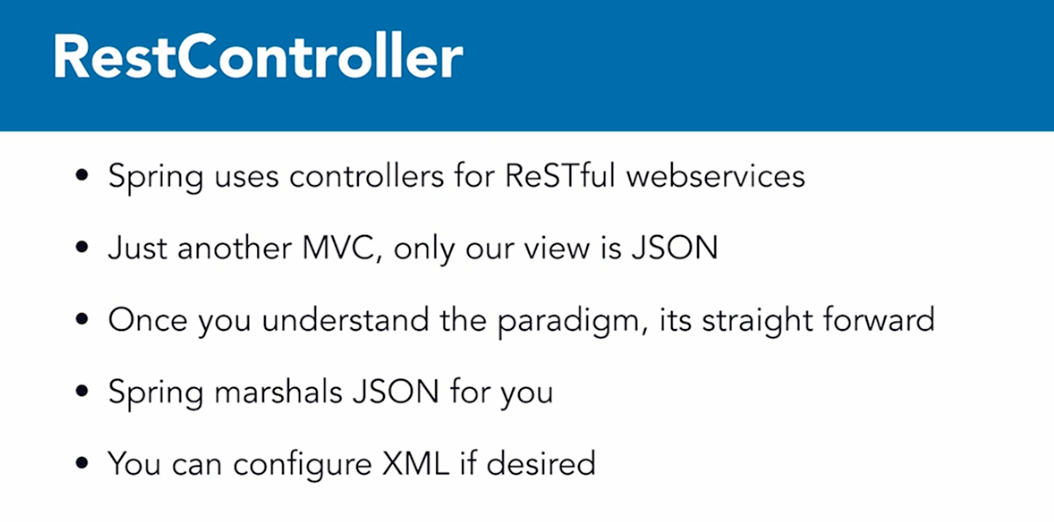 RestController
• Spring uses controllers for ReSTful webservices
• Just another MVC, only our view is JSON
• Once you understand the paradigm, its straight forward
• Spring marshals JSON for you
• You can configure XML if desired